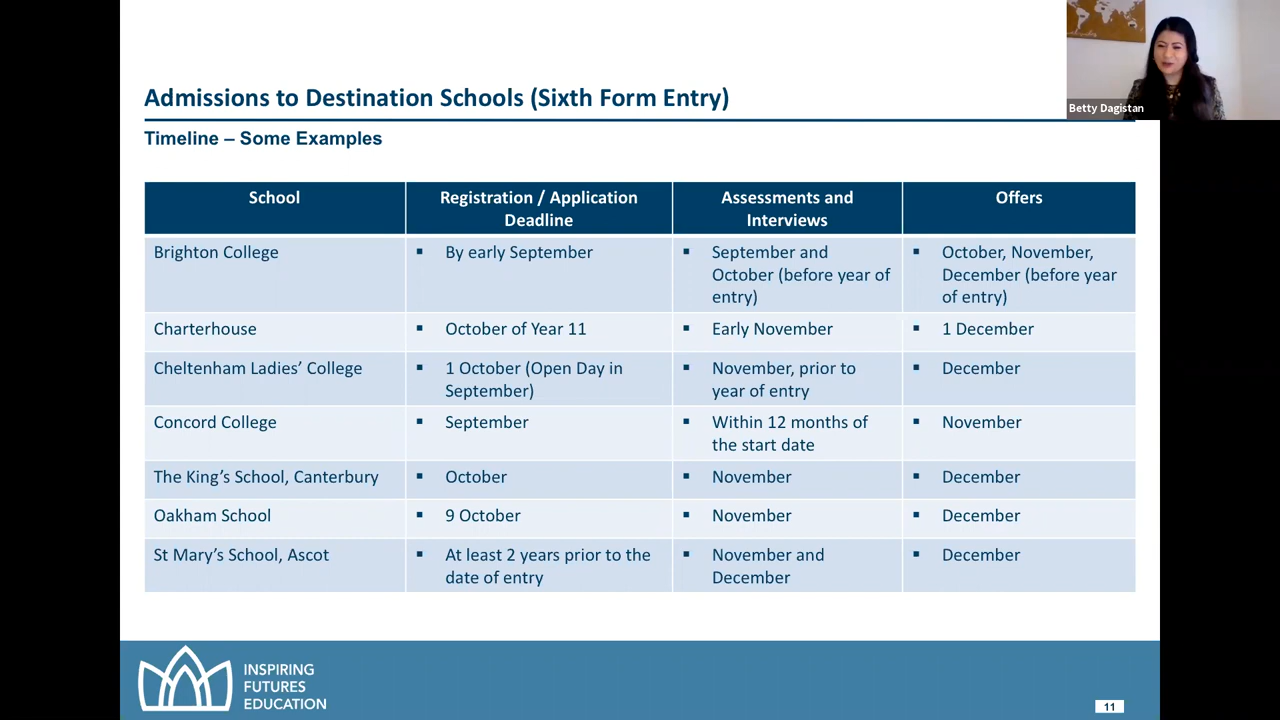 Admissions to Destination Schools (Sixth Form Entry)
Betty Dagistan
Timeline – Some Examples
School
Registration / Application
Deadline
Assessments and
Interviews
Offers
Brighton College
▪ By early September
▪ September and
October (before year of
entry)
▪ October, November,
December (before year
of entry)
Charterhouse
▪ October of Year 11
▪ Early November
▪ 1 December
Cheltenham Ladies’ College
▪ 1 October (Open Day in
September)
▪ November, prior to
year of entry
▪ December
Concord College
▪ September
▪ Within 12 months of
the start date
▪ November
The King’s School, Canterbury
▪ October
▪ November
▪ December
Oakham School
▪ 9 October
▪ November
▪ December
St Mary’s School, Ascot
▪ At least 2 years prior to the
date of entry
▪ November and
December
▪ December
INSPIRING
FUTURES
EDUCATION
11